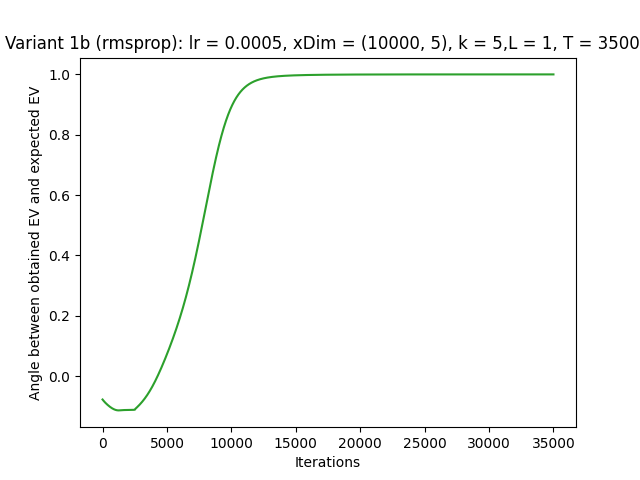 Variant 1b (rmsprop): lr = 0.0005, xDim = (10000, 5), k = 5,L = 1, T = 3500
Angle between obtained EV and expected EV
1.0
0.8
0.6
0.4
0.2
0.0
0 5000 10000 15000 20000 25000 30000 35000
Iterations